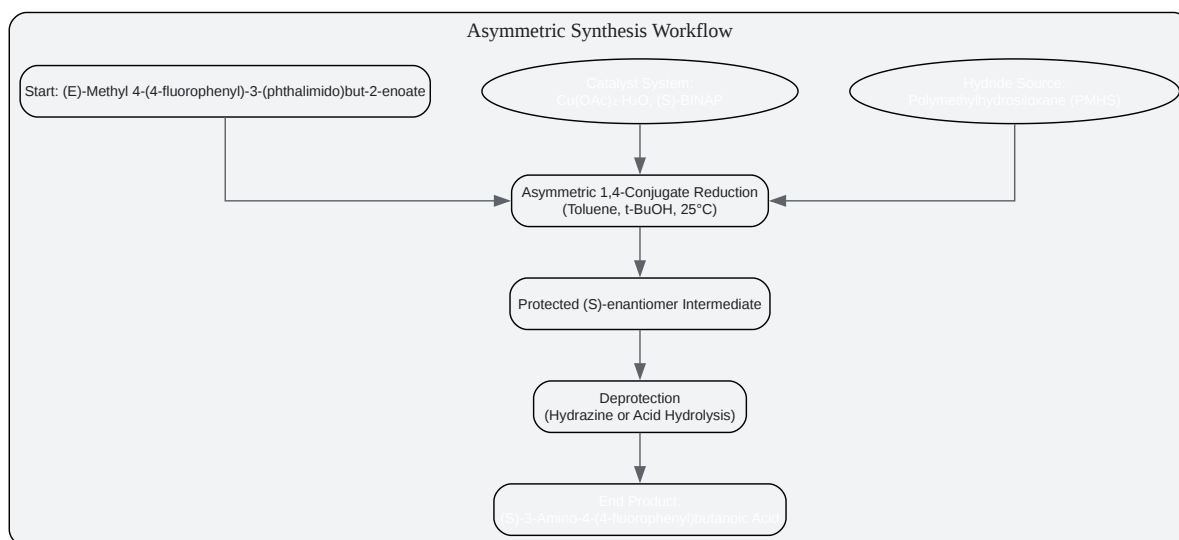 Asymmetric Synthesis Workflow
Start: (E)-Methyl 4-(4-fluorophenyl)-3-(phthalimido)but-2-enoate
Catalyst System:
Cu(OAc)₂·H₂O, (S)-BINAP
Hydride Source:
Polymethylhydrosiloxane (PMHS)
Asymmetric 1,4-Conjugate Reduction
(Toluene, t-BuOH, 25°C)
Protected (S)-enantiomer Intermediate
Deprotection
(Hydrazine or Acid Hydrolysis)
End Product:
(S)-3-Amino-4-(4-fluorophenyl)butanoic Acid